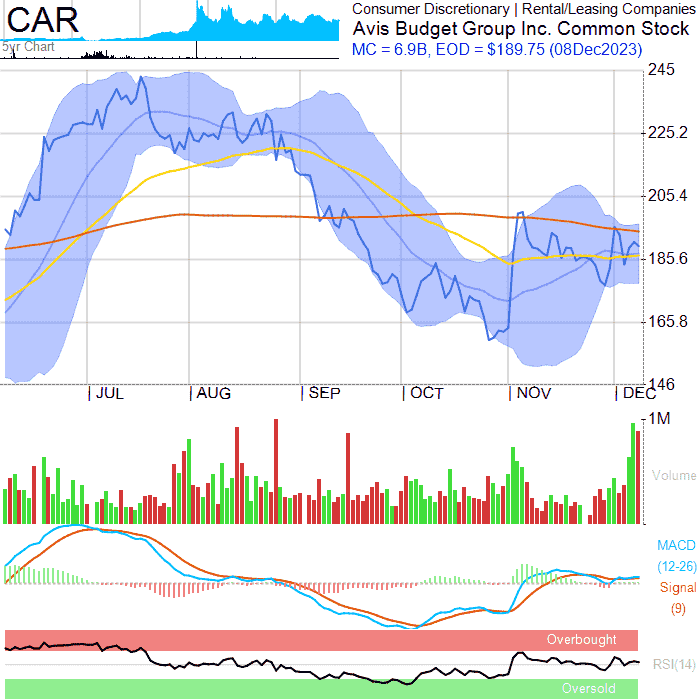 CAR
5yr Chart
Consumer Discretionary | Rental/Leasing Companies
Avis Budget Group Inc. Common Stock
MC = 6.9B, EOD = $189.75 (08Dec2023)
245
225.2
205.4
185.6
165.8
146
JUL AUG SEP OCT NOV DEC
1M
Volume
MACD
(12-26)
Signal
(9)
Overbought
RSI(14)
Oversold